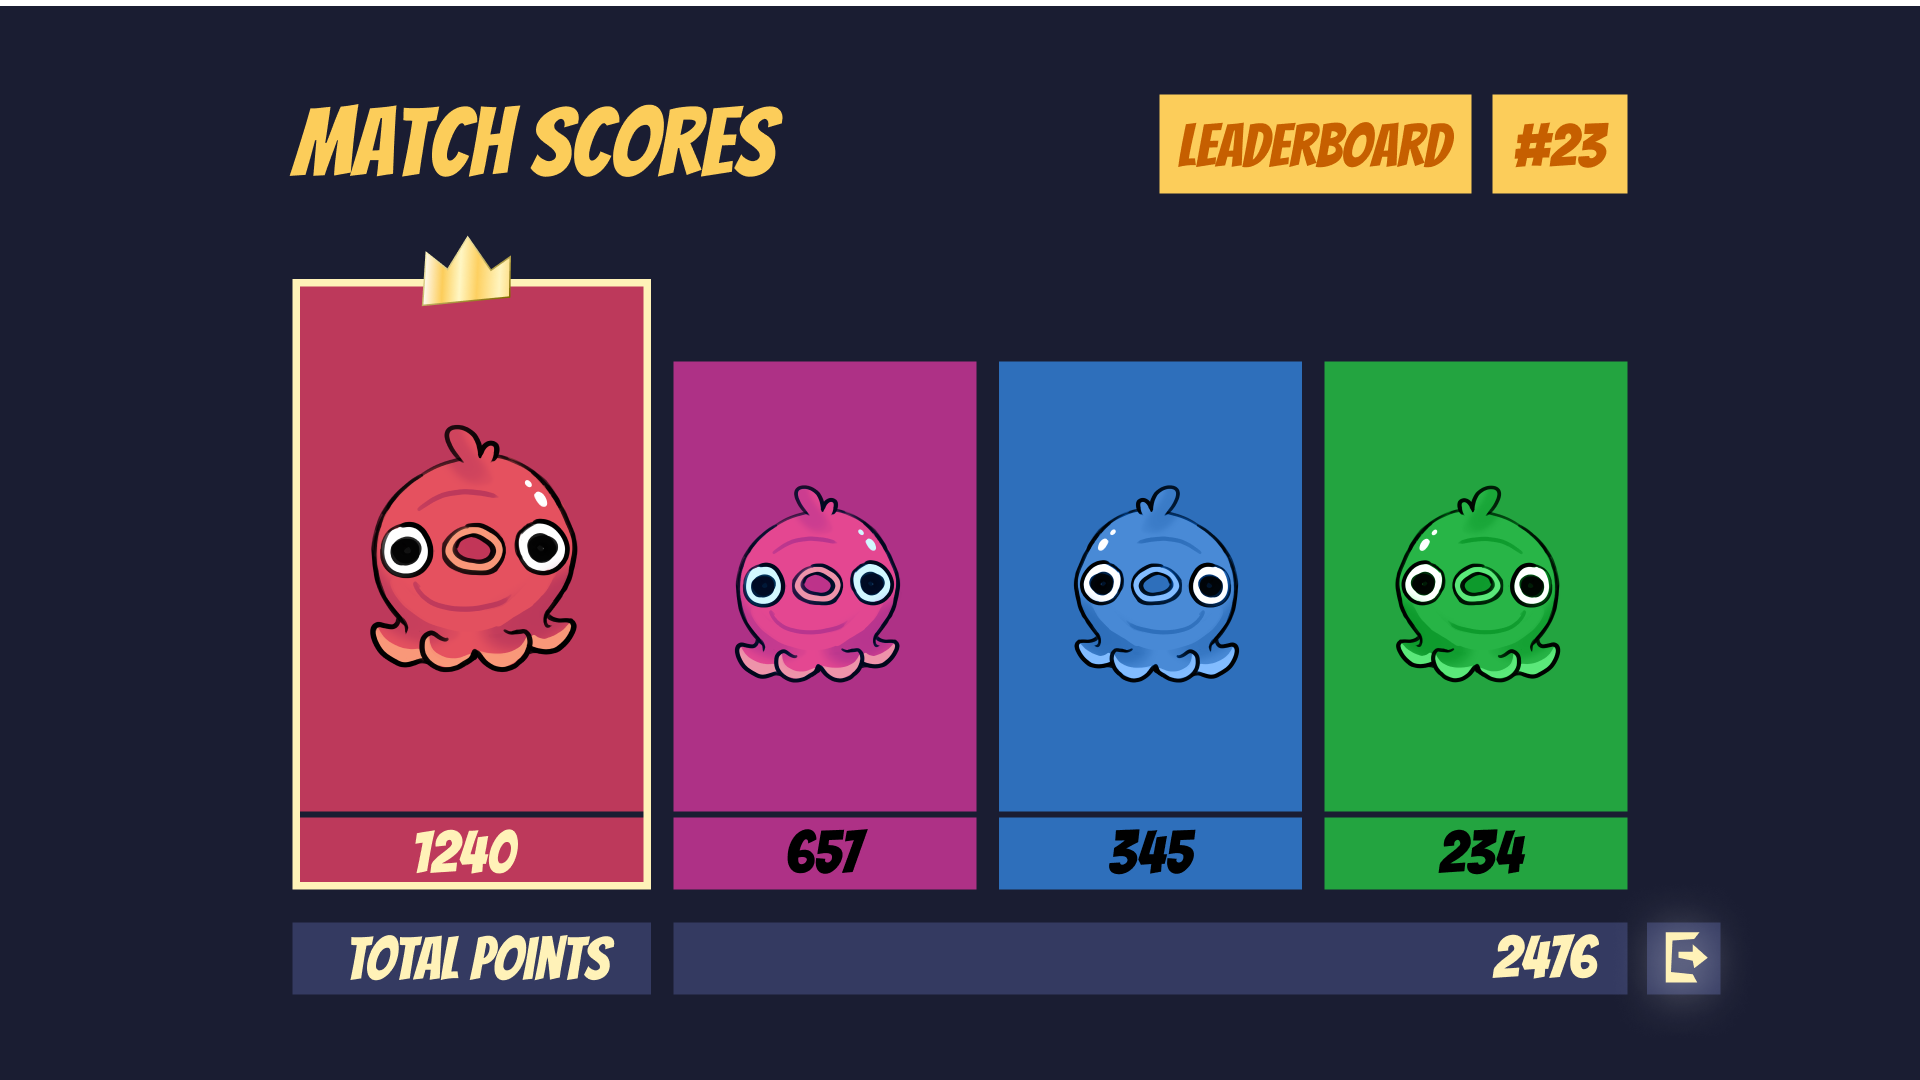 MATCH SCORES
LEADERBOARD
#23
1240
657
345
234
TOTAL POINTS
2476